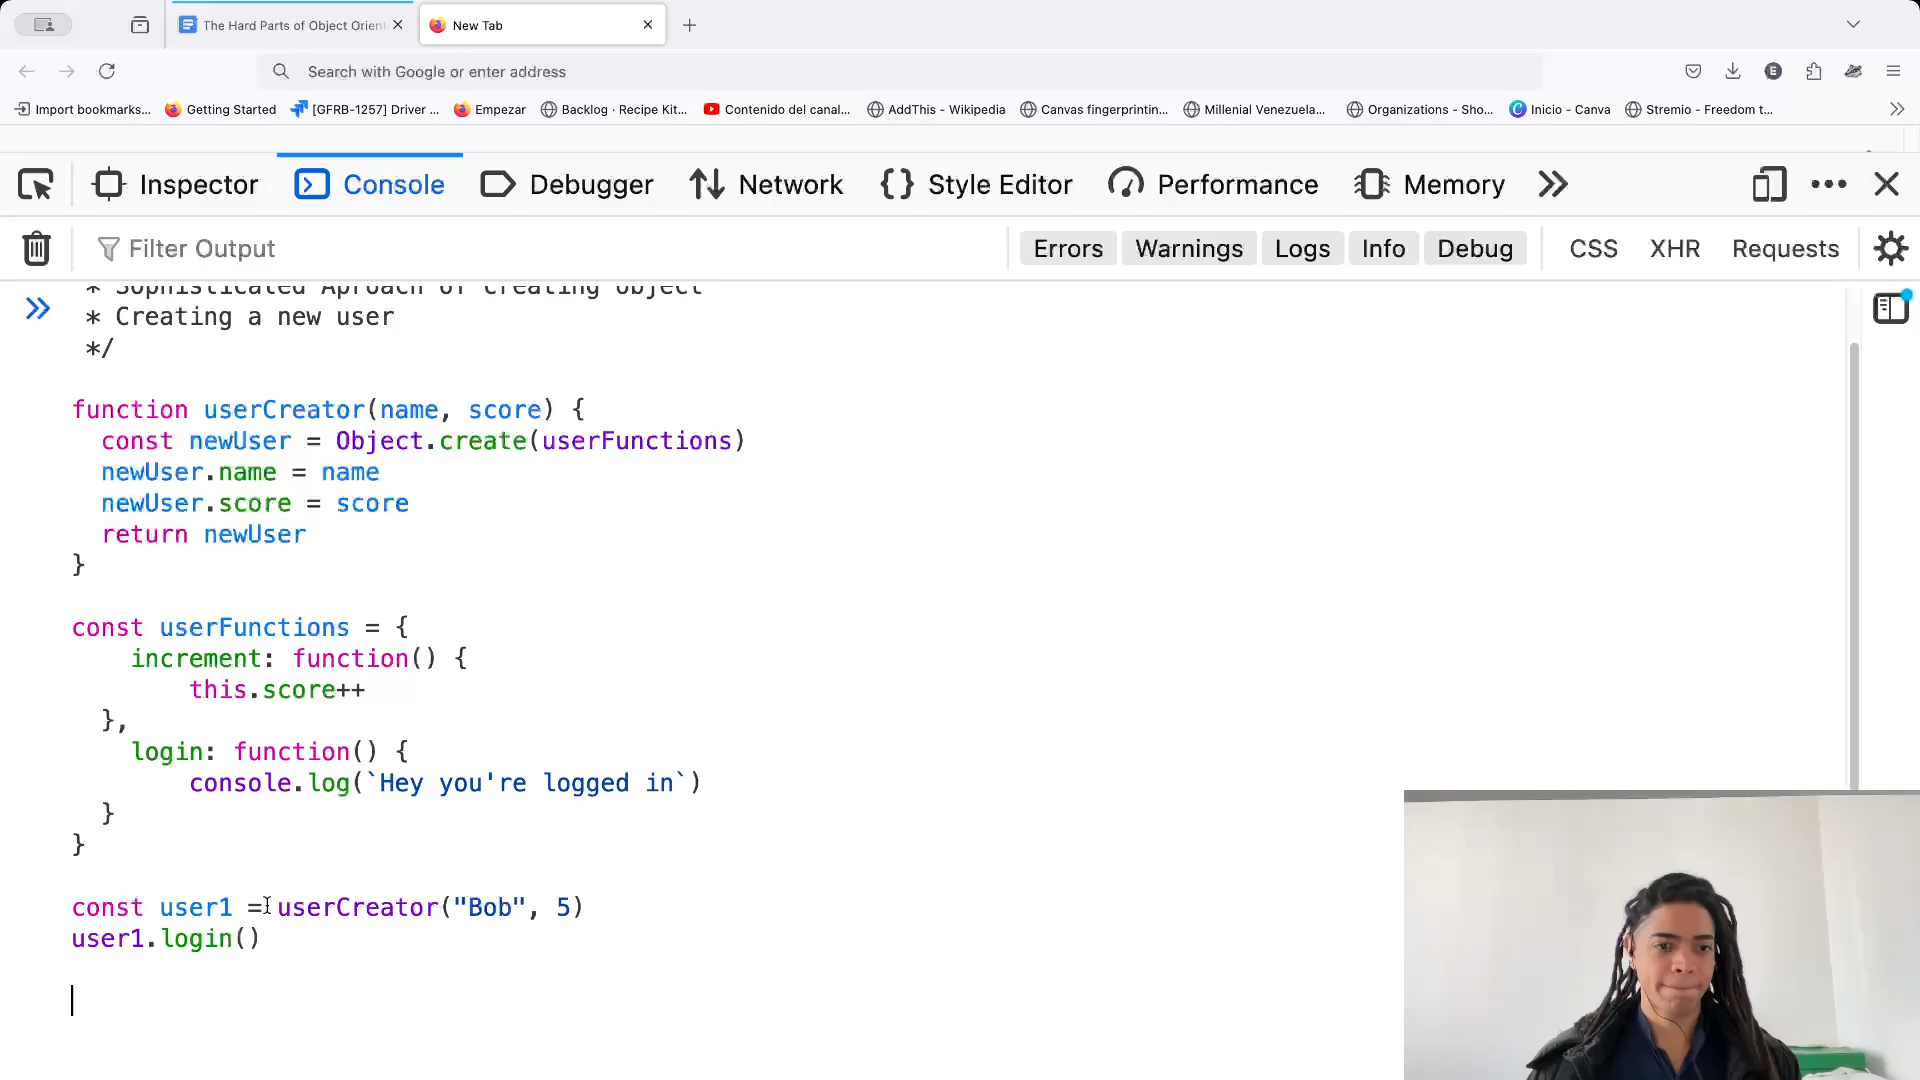 The Hard Parts of Object Orient
New Tab
Search with Google or enter address
E
Import bookmarks...
Getting Started
[GFRB-1257] Driver ...
Empezar
Backlog - Recipe Kit...
Contenido del canal...
AddThis - Wikipedia
Canvas fingerprintin...
Millenial Venezuela...
Organizations - Sho...
Inicio - Canva
Stremio - Freedom t...
Inspector
Console
Debugger
Network
Style Editor
Performance
Memory
Filter Output
Errors
Warnings
Logs
Info
Debug
CSS
XHR
Requests
* Sophisticated Aproach of creating object
* Creating a new user
*/
function userCreator(name, score) {
const newUser = Object.create(userFunctions)
newUser.name = name
newUser.score = score
return newUser
}
const userFunctions = {
increment: function() {
this.score++
},
login: function() {
console.log(`Hey you're logged in`)
}
}
const user1 = userCreator("Bob", 5)
user1.login()